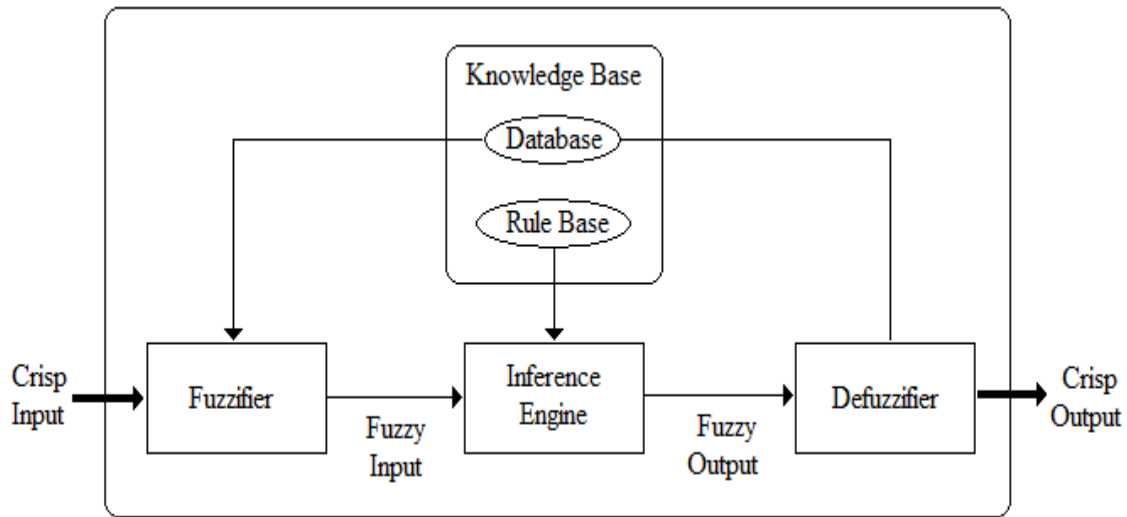 Knowledge Base
Database
Rule Base
Crisp
Input
Fuzzifier
Fuzzy
Input
Inference
Engine
Fuzzy
Output
Defuzzifier
Crisp
Output